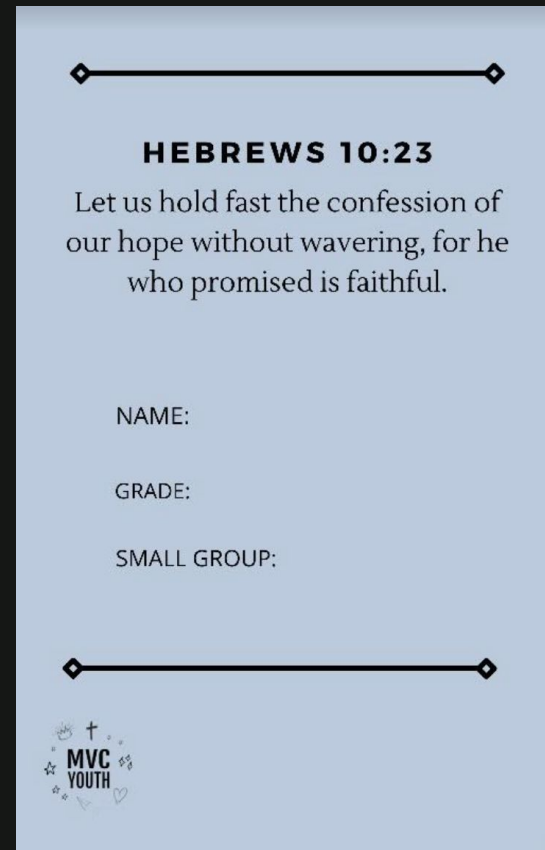 HEBREWS 10:23
Let us hold fast the confession of
our hope without wavering, for he
who promised is faithful.
NAME:
GRADE:
SMALL GROUP:
MVC
YOUTH